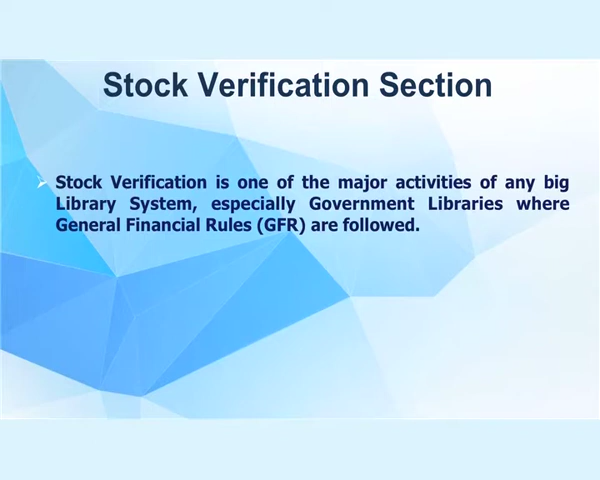 Stock Verification Section
Stock Verification is one of the major activities of any big
Library System, especially Government Libraries where
General Financial Rules (GFR) are followed.